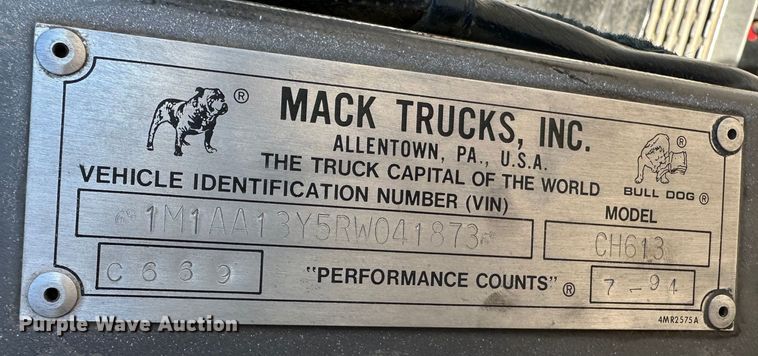 MACK TRUCKS, INC.
ALLENTOWN, PA., U.S.A.
THE TRUCK CAPITAL OF THE WORLD
BULL DOG ®
VEHICLE IDENTIFICATION NUMBER (VIN)
MODEL
1M1AA13Y5RW041873
CH613
C669
"PERFORMANCE COUNTS" ®
7-94
4MR2575A
Purple Wave Auction